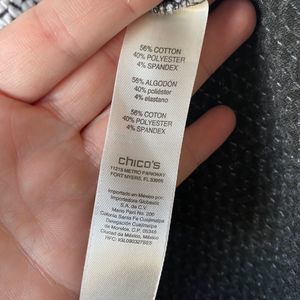 56% COTTON
40% POLYESTER
4% SPANDEX
56% ALGODÓN
40% poliéster
4% elastano
56% COTTON
40% POLYESTER
4% SPANDEX
chico's
11215 METRO PARKWAY
FORT MYERS, FL 33966
Importado en México por:
Importadora Globastic
S.A. de C.V.
Mario Pani No. 200
Colonia Santa Fe Cuajimalpa
Delegación Cuajimalpa
de Morelos, C.P. 05348
Ciudad de México, México